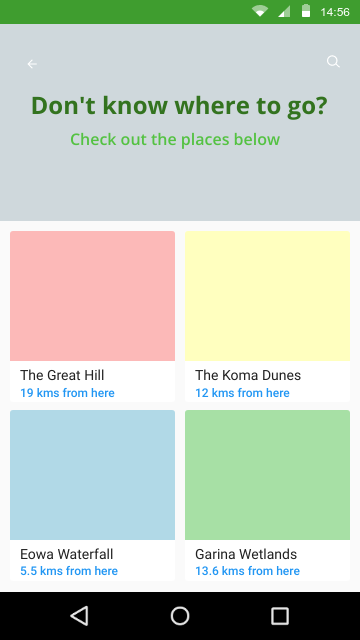 14:56
Don't know where to go?
Check out the places below
The Great Hill
19 kms from here
The Koma Dunes
12 kms from here
Eowa Waterfall
5.5 kms from here
Garina Wetlands
13.6 kms from here